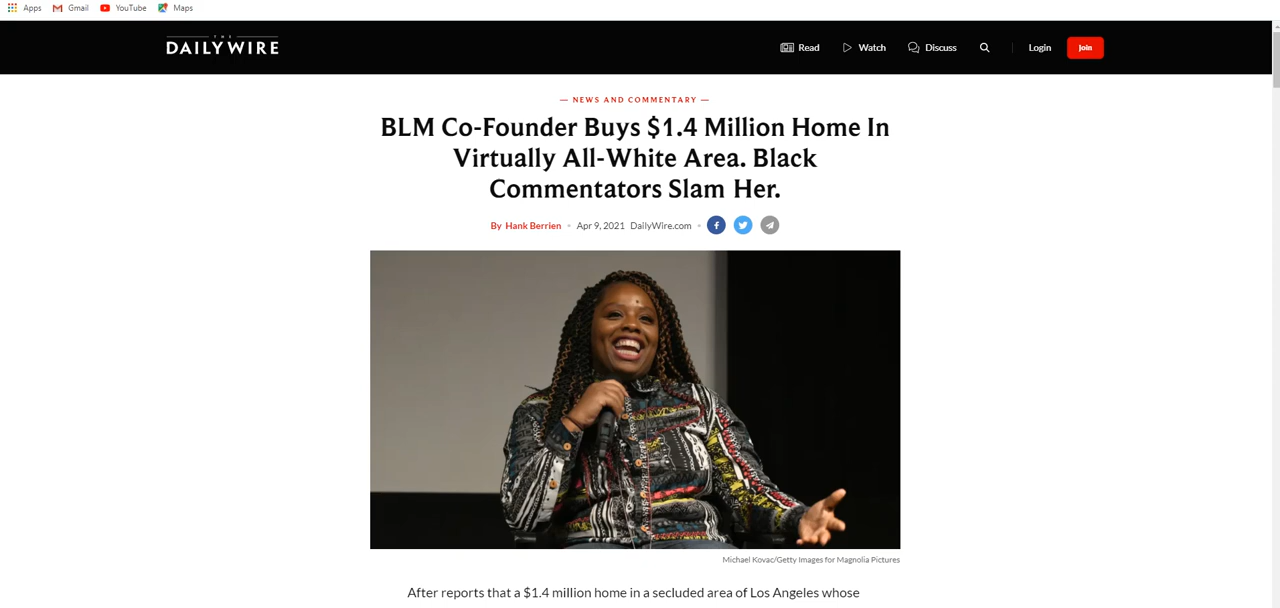 Apps Gmail YouTube Maps
THE
DAILY WIRE
Read Watch Discuss Login Join
— NEWS AND COMMENTARY —
BLM Co-Founder Buys $1.4 Million Home In
Virtually All-White Area. Black
Commentators Slam Her.
By Hank Berrien • Apr 9, 2021 DailyWire.com •
Michael Kovac/Getty Images for Magnolia Pictures
After reports that a $1.4 million home in a secluded area of Los Angeles whose